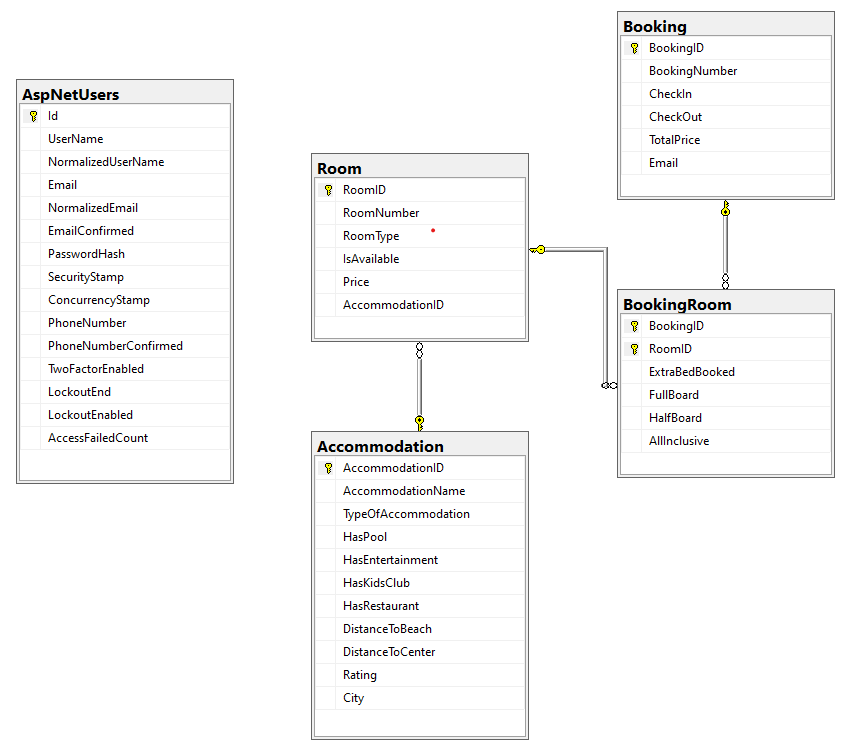 AspNetUsers
Id
UserName
NormalizedUserName
Email
NormalizedEmail
EmailConfirmed
PasswordHash
SecurityStamp
ConcurrencyStamp
PhoneNumber
PhoneNumberConfirmed
TwoFactorEnabled
LockoutEnd
LockoutEnabled
AccessFailedCount
Room
RoomID
RoomNumber
RoomType
IsAvailable
Price
AccommodationID
Accommodation
AccommodationID
AccommodationName
TypeOfAccommodation
HasPool
HasEntertainment
HasKidsClub
HasRestaurant
DistanceToBeach
DistanceToCenter
Rating
City
Booking
BookingID
BookingNumber
CheckIn
CheckOut
TotalPrice
Email
BookingRoom
BookingID
RoomID
ExtraBedBooked
FullBoard
HalfBoard
AllInclusive